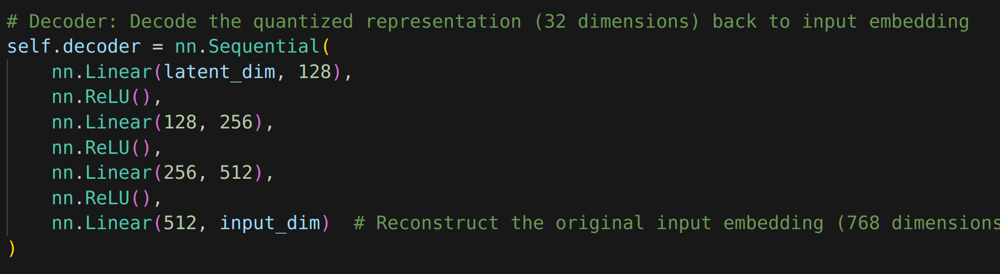 # Decoder: Decode the quantized representation (32 dimensions) back to input embedding
self.decoder = nn.Sequential(
    nn.Linear(latent_dim, 128),
    nn.ReLU(),
    nn.Linear(128, 256),
    nn.ReLU(),
    nn.Linear(256, 512),
    nn.ReLU(),
    nn.Linear(512, input_dim)  # Reconstruct the original input embedding (768 dimensions
)